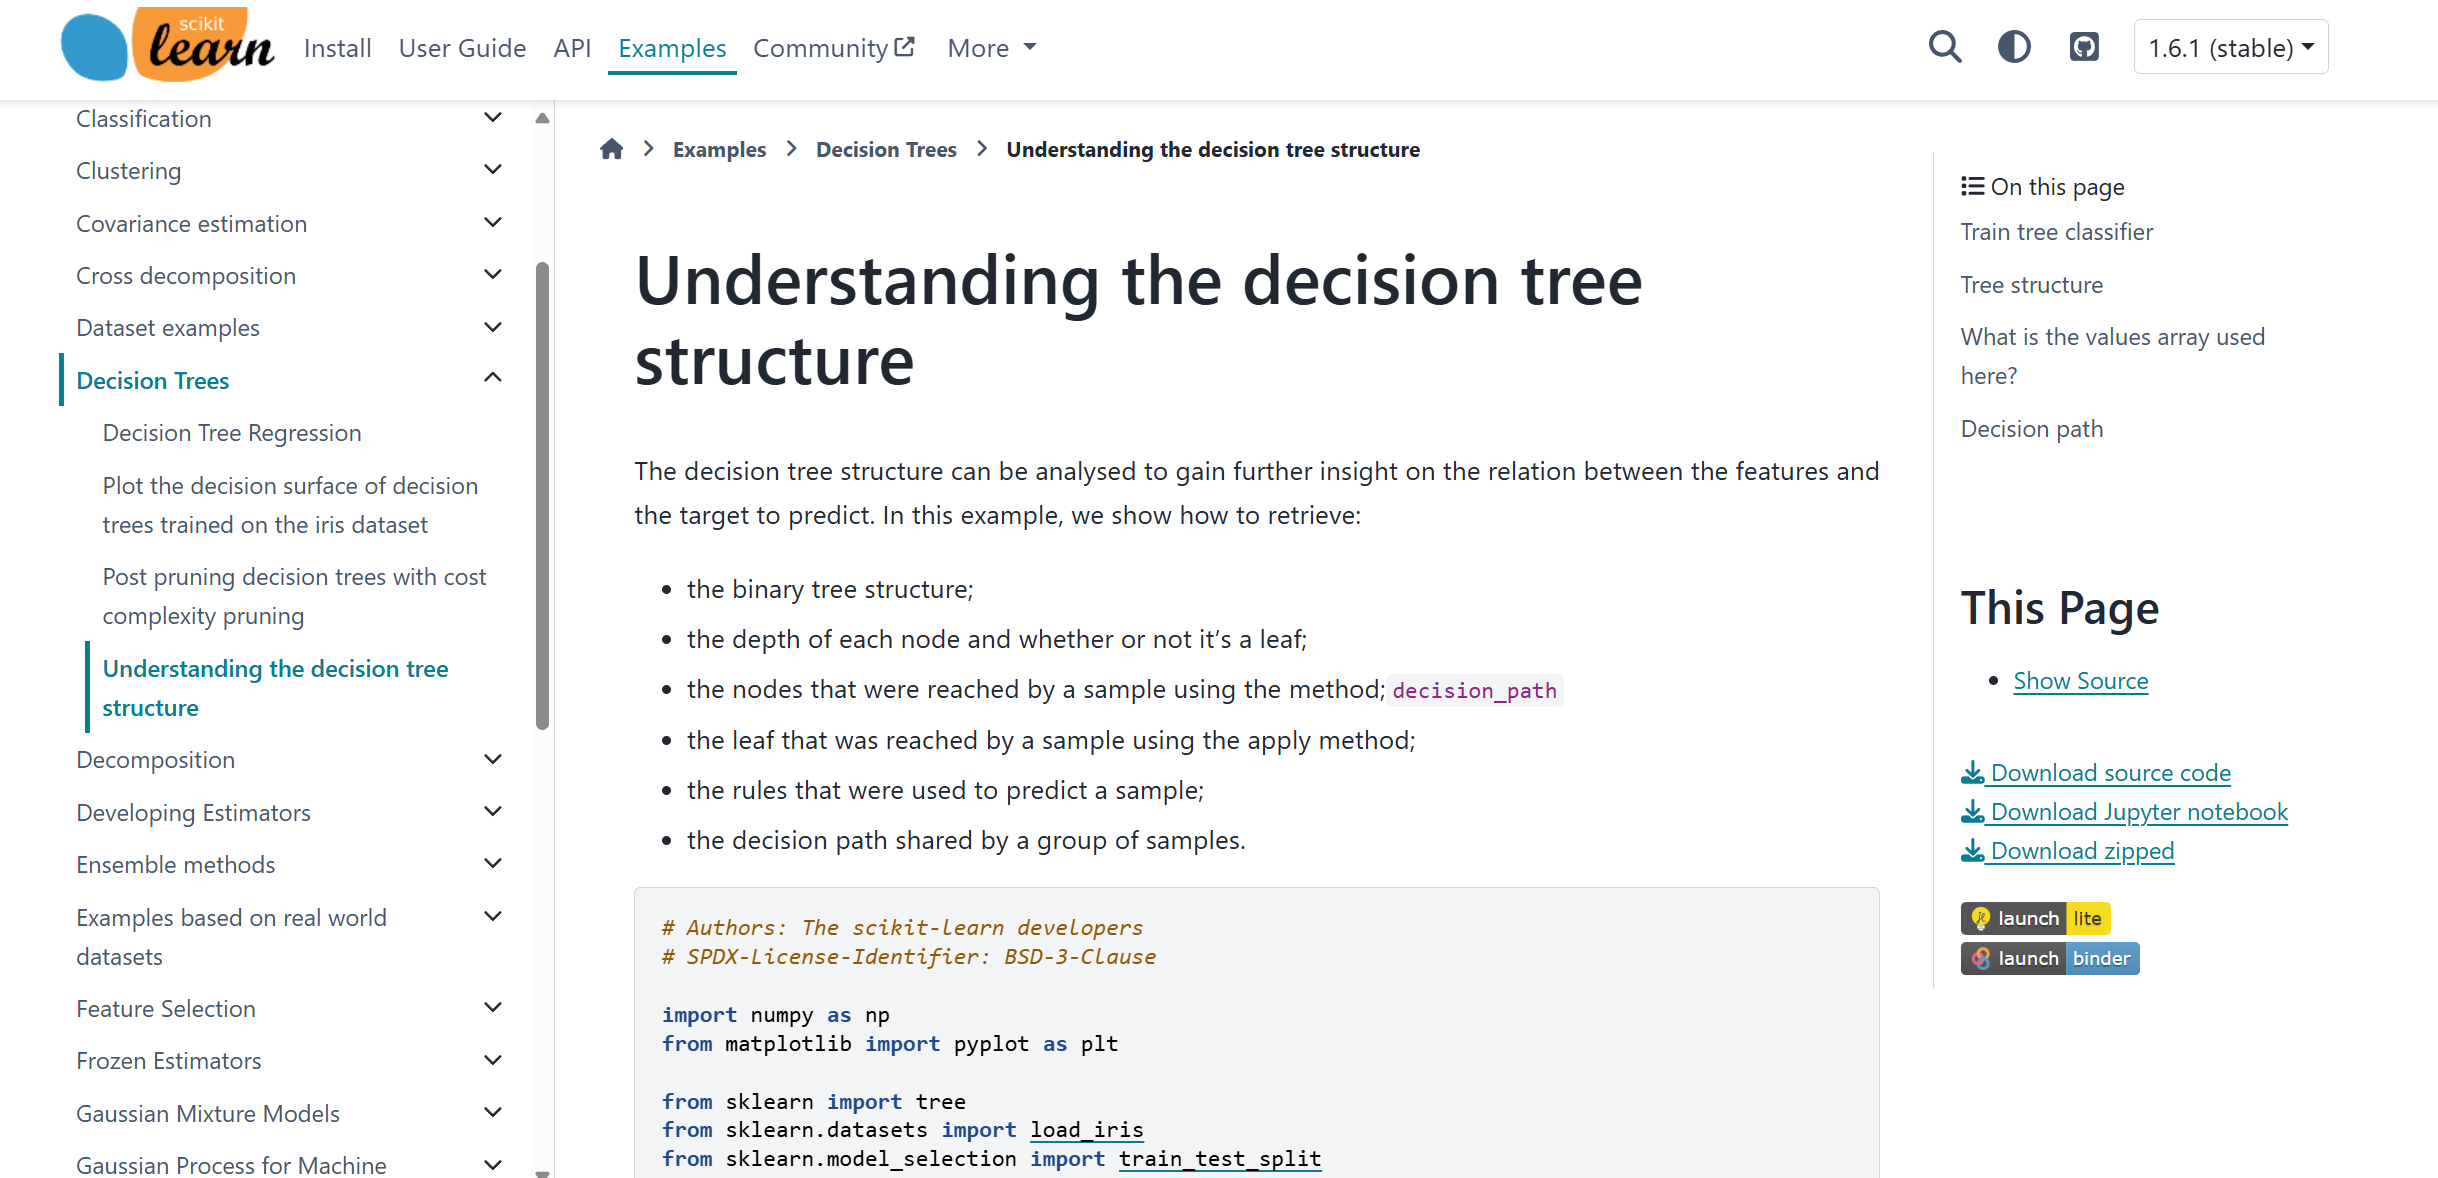 scikit
learn
Install User Guide API Examples Community More
1.6.1 (stable)
Classification
Clustering
Covariance estimation
Cross decomposition
Dataset examples
Decision Trees
Decision Tree Regression
Plot the decision surface of decision
trees trained on the iris dataset
Post pruning decision trees with cost
complexity pruning
Understanding the decision tree
structure
Decomposition
Developing Estimators
Ensemble methods
Examples based on real world
datasets
Feature Selection
Frozen Estimators
Gaussian Mixture Models
Gaussian Process for Machine
Examples Decision Trees Understanding the decision tree structure
Understanding the decision tree
structure
The decision tree structure can be analysed to gain further insight on the relation between the features and
the target to predict. In this example, we show how to retrieve:
• the binary tree structure;
• the depth of each node and whether or not it’s a leaf;
• the nodes that were reached by a sample using the method;decision_path
• the leaf that was reached by a sample using the apply method;
• the rules that were used to predict a sample;
• the decision path shared by a group of samples.
# Authors: The scikit-learn developers
# SPDX-License-Identifier: BSD-3-Clause
import numpy as np
from matplotlib import pyplot as plt
from sklearn import tree
from sklearn.datasets import load_iris
from sklearn.model_selection import train_test_split
On this page
Train tree classifier
Tree structure
What is the values array used
here?
Decision path
This Page
• Show Source
Download source code
Download Jupyter notebook
Download zipped
launch lite
launch binder